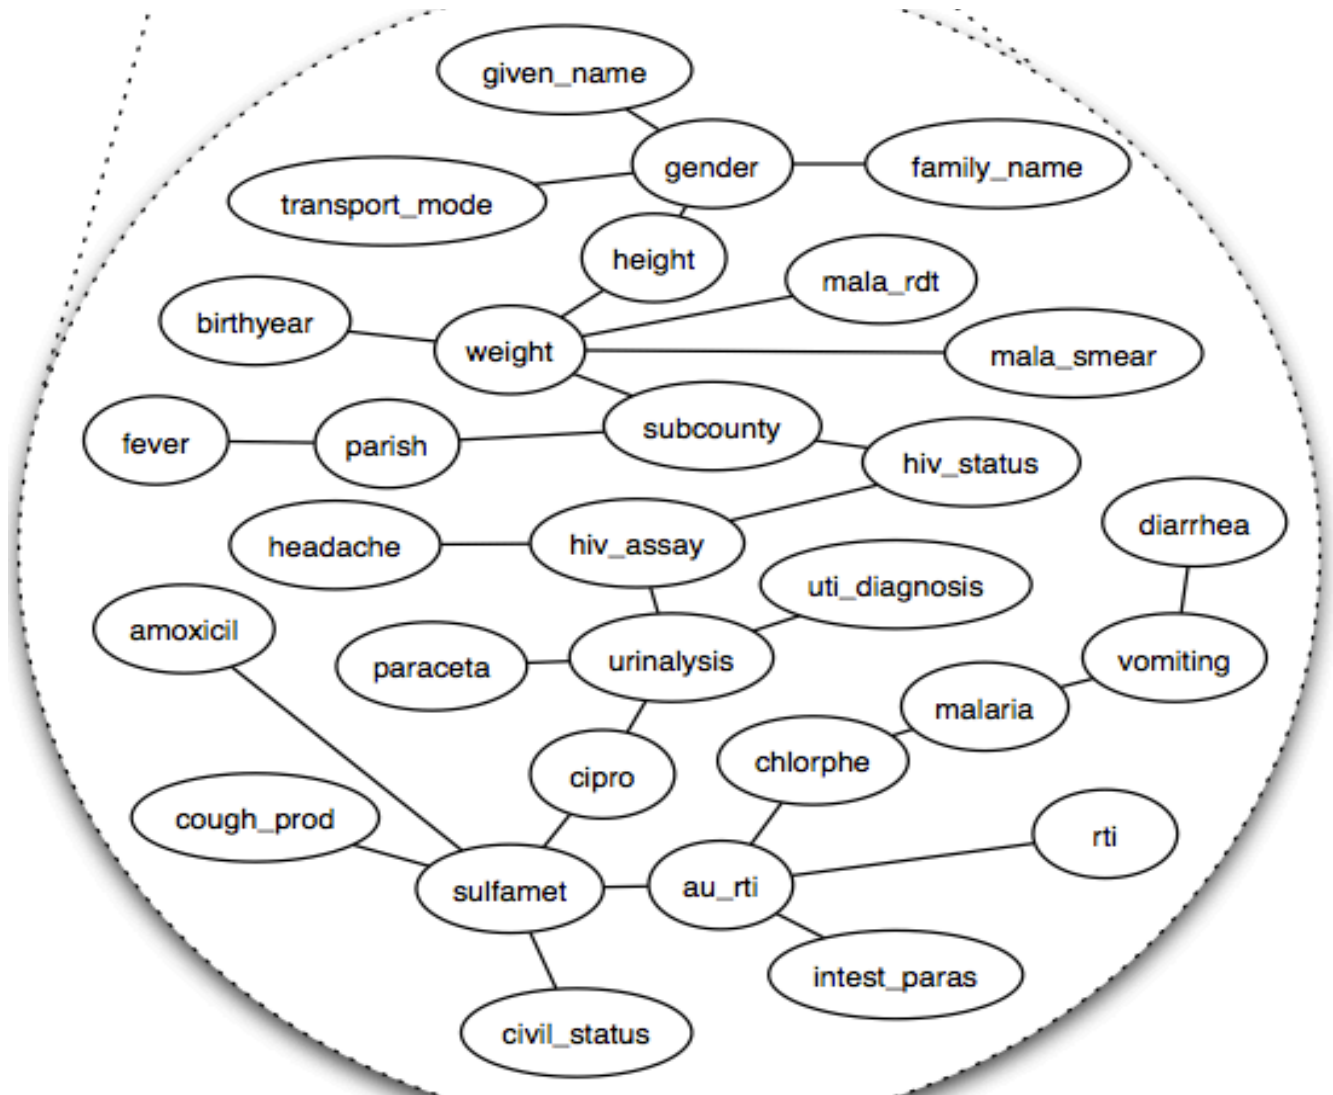 given_name
gender
family_name
transport_mode
height
mala_rdt
birthyear
weight
mala_smear
subcounty
fever
parish
hiv_status
diarrhea
headache
hiv_assay
uti_diagnosis
amoxicil
paraceta
urinalysis
vomiting
malaria
chlorphe
cipro
cough_prod
rti
sulfamet
au_rti
intest_paras
civil_status